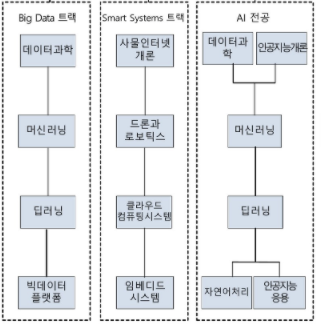 Big Data 트랙
데이터과학
머신러닝
딥러닝
빅데이터
플랫폼
Smart Systems 트랙
사물인터넷
개론
드론과
로보틱스
클라우드
컴퓨팅시스템
임베디드
시스템
AI 전공
데이터과
학
인공지능개론
머신러닝
딥러닝
자연어처리
인공지능
응용